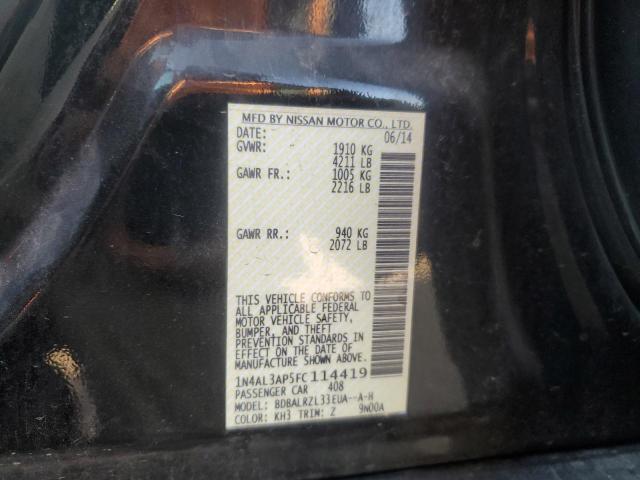 MFD BY NISSAN MOTOR CO., LTD.
DATE: 06/14
GVWR: 1910 KG
4211 LB
GAWR FR.: 1005 KG
2216 LB
GAWR RR.: 940 KG
2072 LB
THIS VEHICLE CONFORMS TO
ALL APPLICABLE FEDERAL
MOTOR VEHICLE SAFETY,
BUMPER, AND THEFT
PREVENTION STANDARDS
IN EFFECT ON THE DATE OF
MANUFACTURE SHOWN ABOVE.
1N4AL3AP5FC114419
PASSENGER CAR 408
MODEL: BDBALRZL33EUA--A-H
COLOR: KH3 TRIM: Z 9N00A